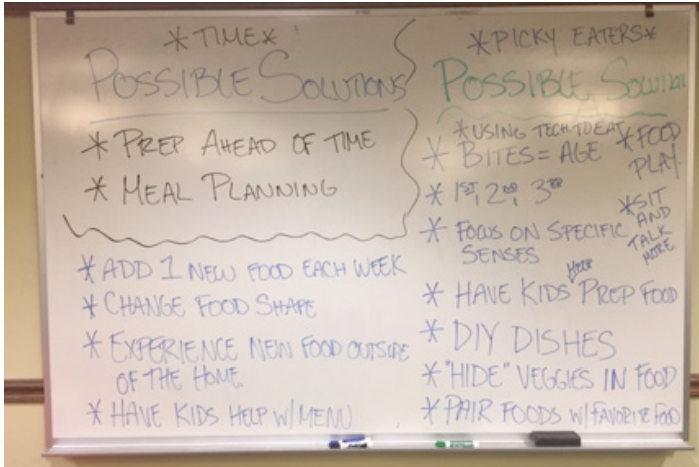 *TIME*
POSSIBLE SOLUTIONS
* PREP AHEAD OF TIME
* MEAL PLANNING
* ADD 1 NEW FOOD EACH WEEK
* CHANGE FOOD SHAPE
* EXPERIENCE NEW FOOD OUTSIDE
OF THE HOME.
* HAVE KIDS HELP W/ MENU
*PICKY EATERS*
POSSIBLE SOLUTION
*USING TECH TO EAT
* BITES = AGE
* 1ST, 2ND, 3RD
* FOCUS ON SPECIFIC
SENSES
* HAVE KIDS HELP PREP FOOD
* DIY DISHES
* "HIDE" VEGGIES IN FOOD
* PAIR FOODS W/ FAVORITE FOOD
*FOOD
PLAY
*SIT
AND
TALK
MORE